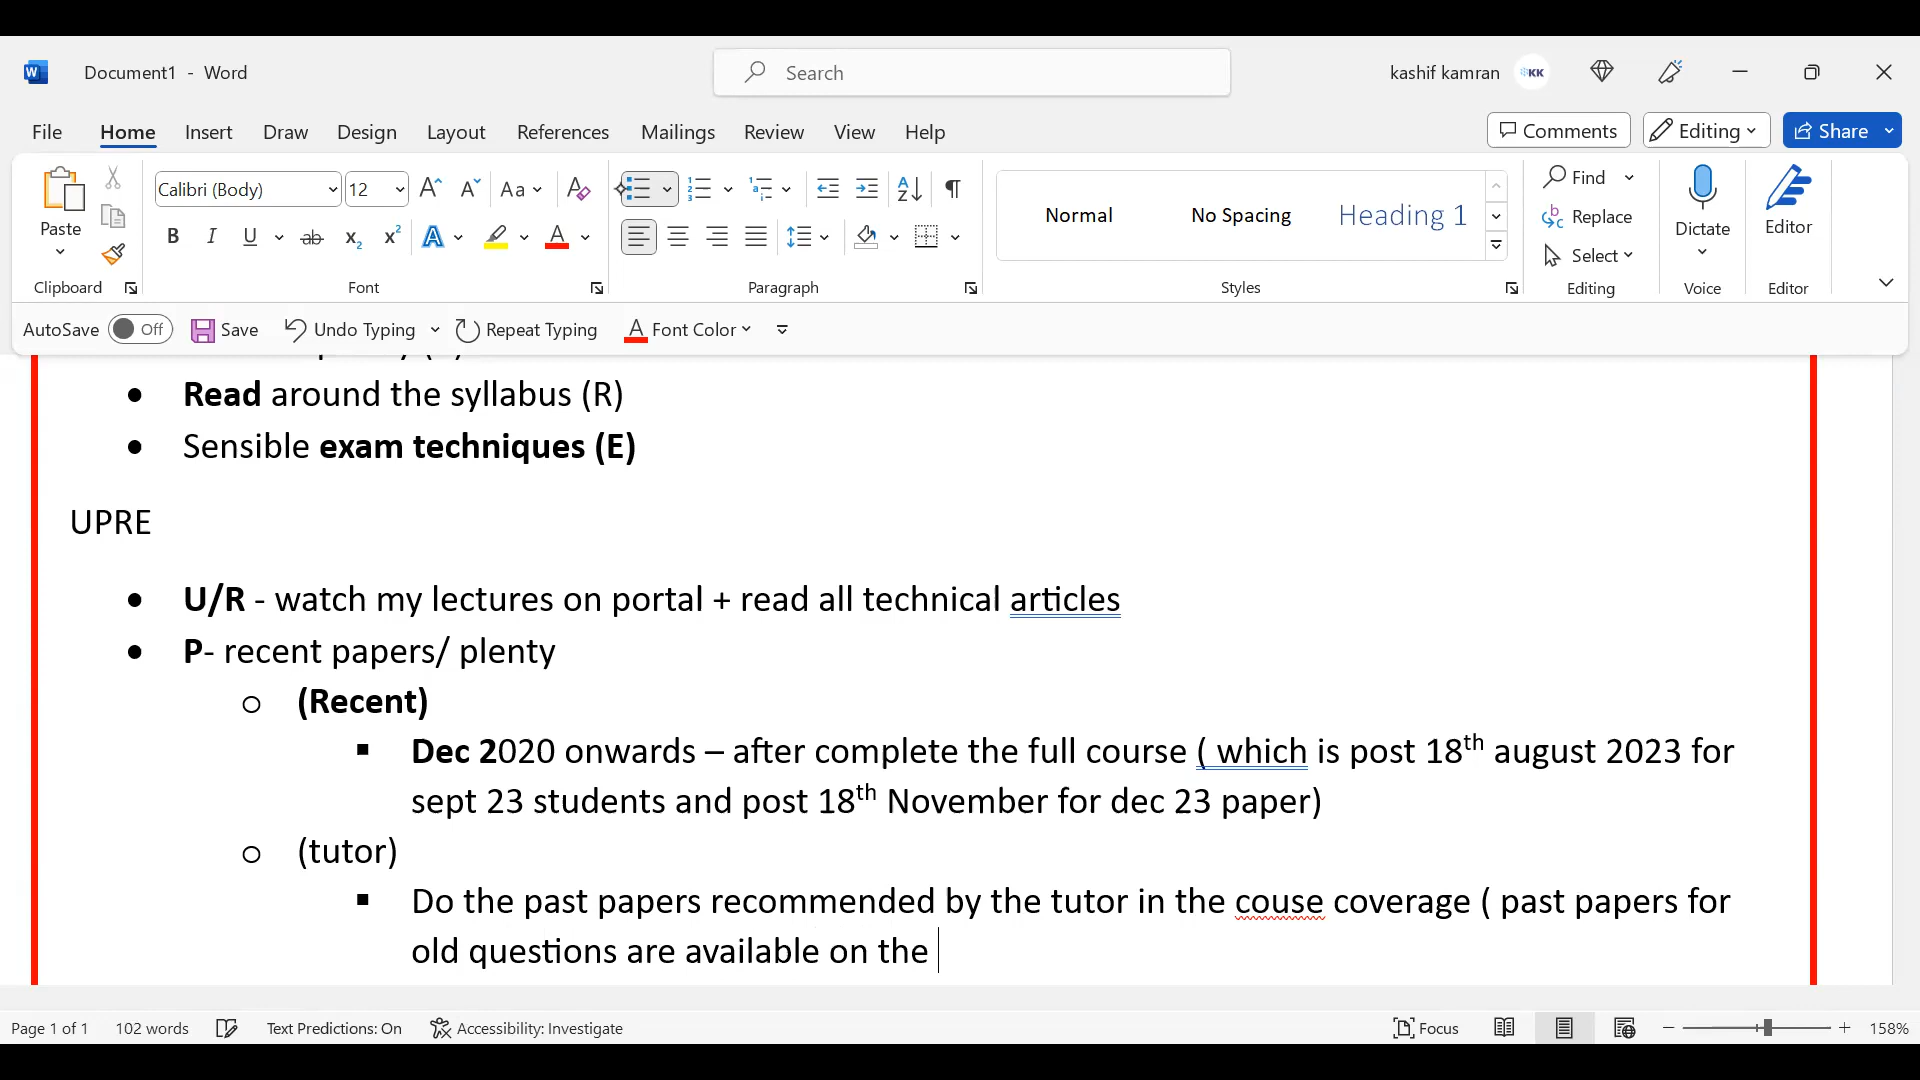 Document1 - Word
Search
kashif kamran KK
File Home Insert Draw Design Layout References Mailings Review View Help
Comments Editing Share
Paste
Calibri (Body) 12
Normal No Spacing Heading 1
Find
Replace
Select
Dictate
Editor
Clipboard Font Paragraph Styles Editing Voice Editor
AutoSave Off Save Undo Typing Repeat Typing Font Color
• Read around the syllabus (R)
• Sensible exam techniques (E)
UPRE
• U/R - watch my lectures on portal + read all technical articles
• P- recent papers/ plenty
o (Recent)
▪ Dec 2020 onwards – after complete the full course ( which is post 18th august 2023 for
sept 23 students and post 18th November for dec 23 paper)
o (tutor)
▪ Do the past papers recommended by the tutor in the couse coverage ( past papers for
old questions are available on the
Page 1 of 1 102 words Text Predictions: On Accessibility: Investigate Focus 158%